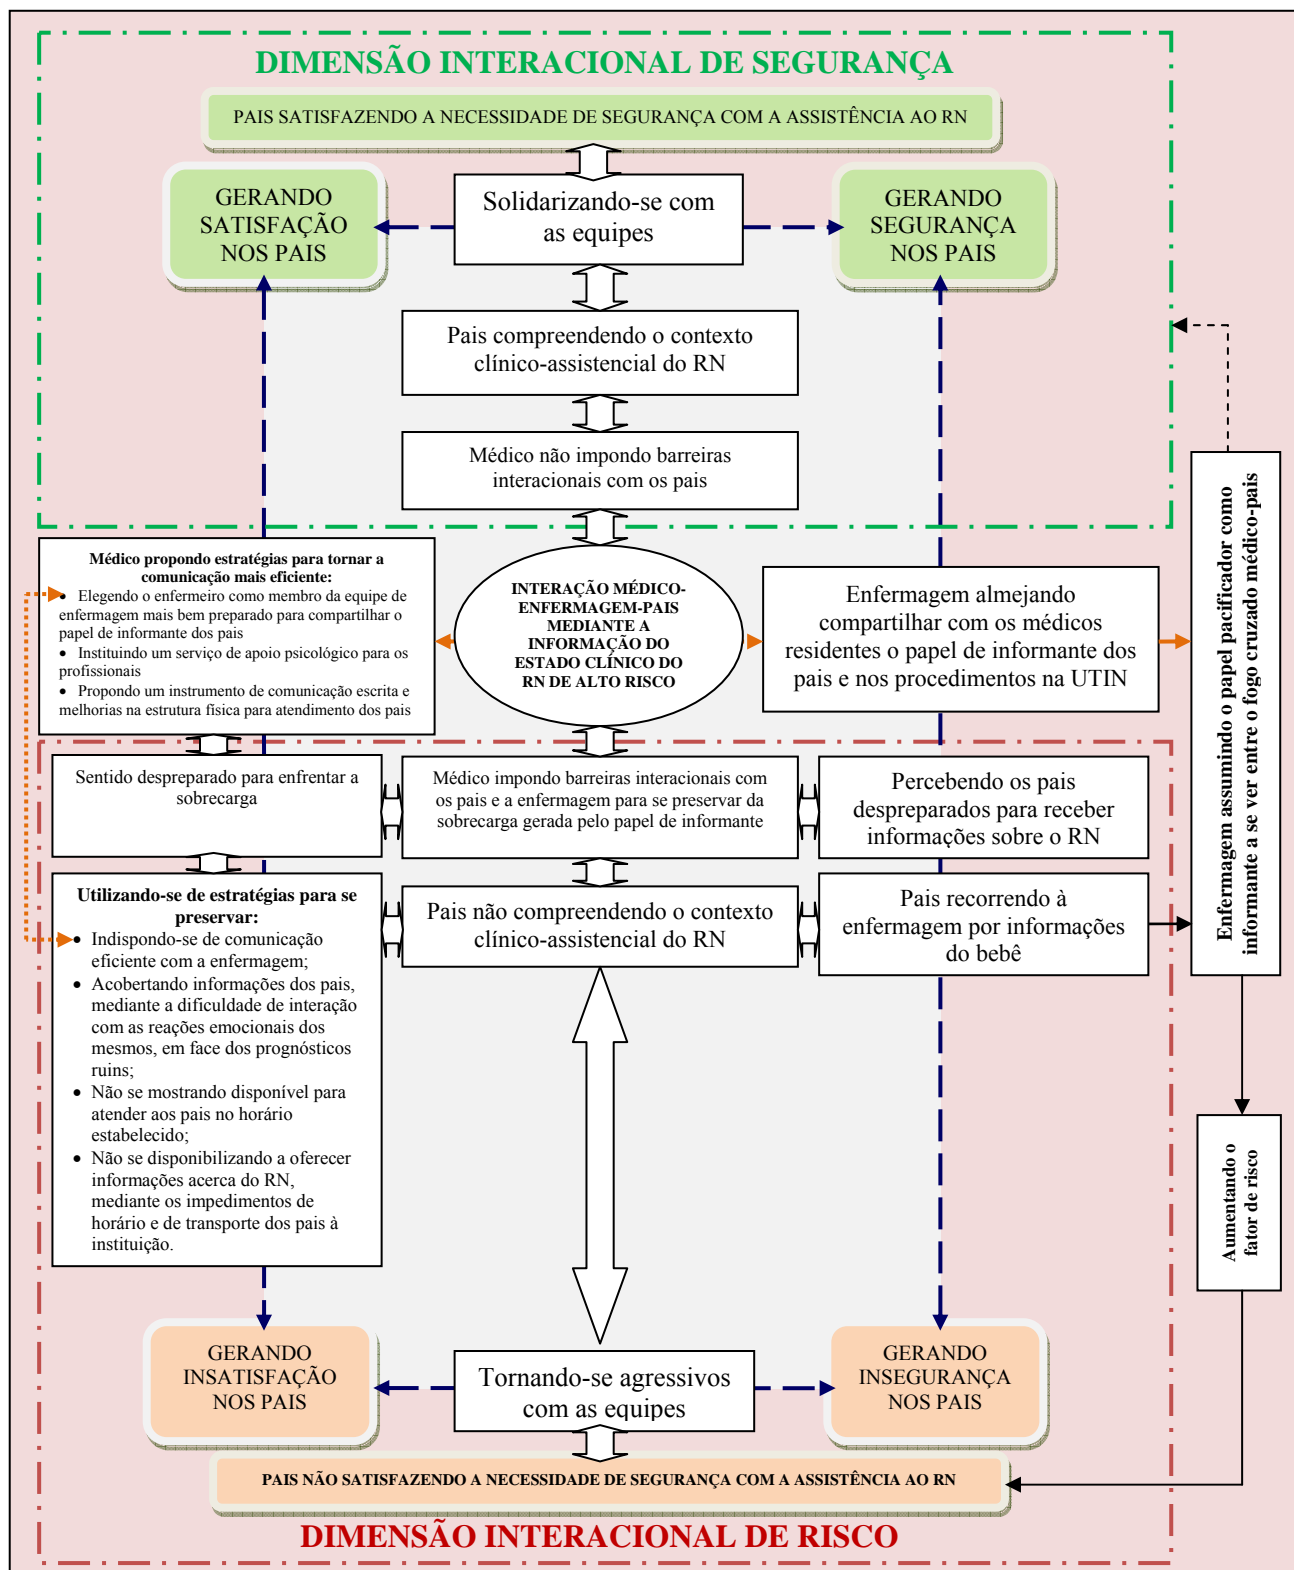 DIMENSÃO INTERACIONAL DE SEGURANÇA
PAIS SATISFAZENDO A NECESSIDADE DE SEGURANÇA COM A ASSISTÊNCIA AO RN
GERANDO
SATISFAÇÃO
NOS PAIS
Solidarizando-se com
as equipes
GERANDO
SEGURANÇA
NOS PAIS
Pais compreendendo o contexto
clínico-assistencial do RN
Médico não impondo barreiras
interacionais com os pais
Médico propondo estratégias para tornar a
comunicação mais eficiente:
• Elegendo o enfermeiro como membro da equipe de
enfermagem mais bem preparado para compartilhar o
papel de informante dos pais
• Instituindo um serviço de apoio psicológico para os
profissionais
• Propondo um instrumento de comunicação escrita e
melhorias na estrutura física para atendimento dos pais
INTERAÇÃO MÉDICO-
ENFERMAGEM-PAIS
MEDIANTE A
INFORMAÇÃO DO
ESTADO CLÍNICO DO
RN DE ALTO RISCO
Enfermagem almejando
compartilhar com os médicos
residentes o papel de informante dos
pais e nos procedimentos na UTIN
Enfermagem assumindo o papel pacificador como
informante a se ver entre o fogo cruzado médico-pais
Sentido despreparado para enfrentar a
sobrecarga
Médico impondo barreiras interacionais com
os pais e a enfermagem para se preservar da
sobrecarga gerada pelo papel de informante
Percebendo os pais
despreparados para receber
informações sobre o RN
Utilizando-se de estratégias para se
preservar:
• Indispondo-se de comunicação
eficiente com a enfermagem;
• Acobertando informações dos pais,
mediante a dificuldade de interação
com as reações emocionais dos
mesmos, em face dos prognósticos
ruins;
• Não se mostrando disponível para
atender aos pais no horário
estabelecido;
• Não se disponibilizando a oferecer
informações acerca do RN,
mediante os impedimentos de
horário e de transporte dos pais à
instituição.
Pais não compreendendo o contexto
clínico-assistencial do RN
Pais recorrendo à
enfermagem por informações
do bebê
Aumentando o
fator de risco
GERANDO
INSATISFAÇÃO
NOS PAIS
Tornando-se agressivos
com as equipes
GERANDO
INSEGURANÇA
NOS PAIS
PAIS NÃO SATISFAZENDO A NECESSIDADE DE SEGURANÇA COM A ASSISTÊNCIA AO RN
DIMENSÃO INTERACIONAL DE RISCO